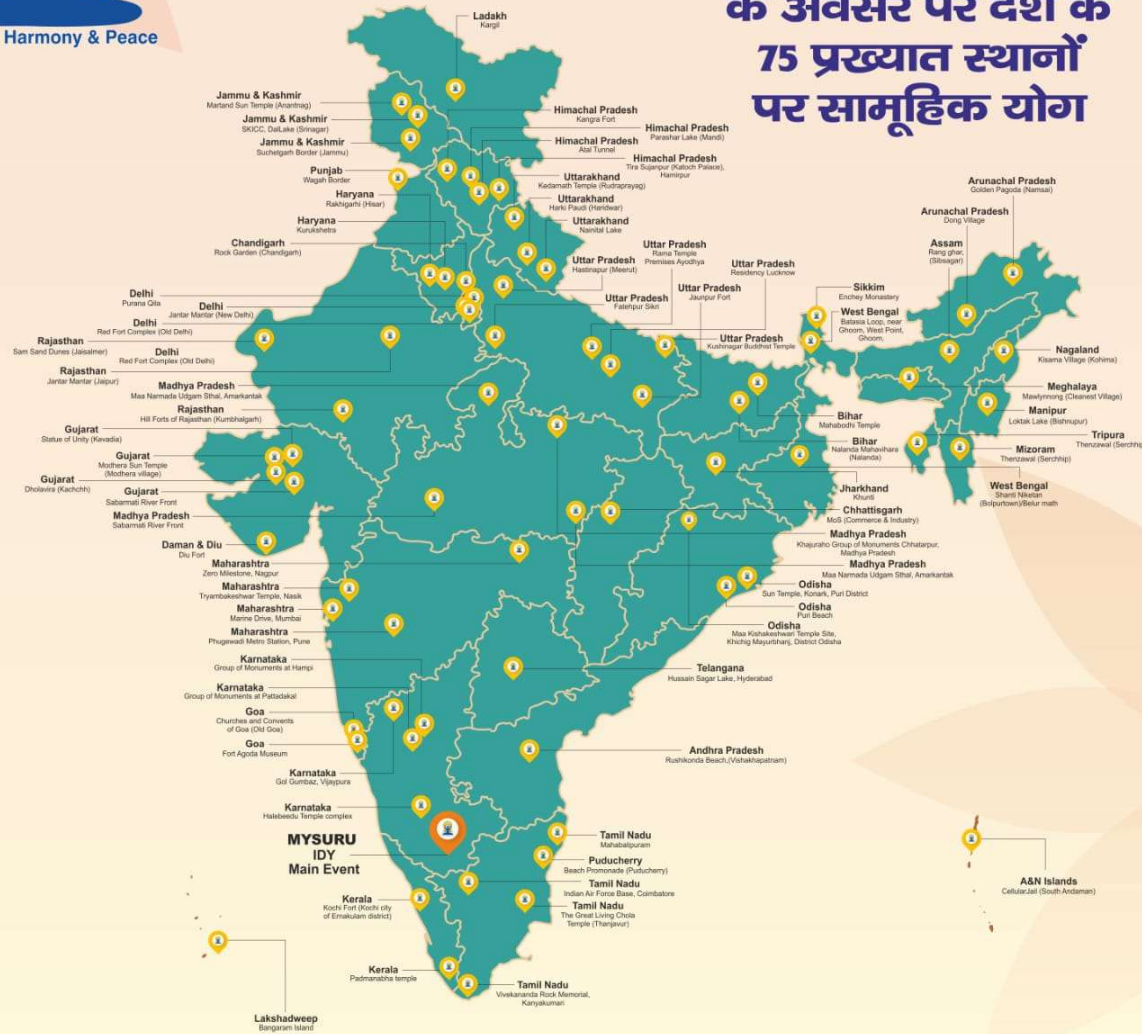 Harmony & Peace
के अवसर पर देश के
75 प्रख्यात स्थानों
पर सामूहिक योग
Ladakh
Kargil
Jammu & Kashmir
Martand Sun Temple (Anantnag)
Jammu & Kashmir
SKICC, DalLake (Srinagar)
Jammu & Kashmir
Suchetgarh Border (Jammu)
Punjab
Wagah Border
Haryana
Rakhigarhi (Hisar)
Haryana
Kurukshetra
Chandigarh
Rock Garden (Chandigarh)
Delhi
Purana Qila
Delhi
Jantar Mantar (New Delhi)
Delhi
Red Fort Complex (Old Delhi)
Rajasthan
Sam Sand Dunes (Jaisalmer)
Delhi
Red Fort Complex (Old Delhi)
Rajasthan
Jantar Mantar (Jaipur)
Madhya Pradesh
Maa Narmada Udgam Sthal, Amarkantak
Rajasthan
Hill Forts of Rajasthan (Kumbhalgarh)
Gujarat
Statue of Unity (Kevadia)
Gujarat
Modhera Sun Temple
(Modhera village)
Gujarat
Dholavira (Kachchh)
Gujarat
Sabarmati River Front
Madhya Pradesh
Sabarmati River Front
Daman & Diu
Diu Fort
Maharashtra
Zero Milestone, Nagpur
Maharashtra
Tryambakeshwar Temple, Nasik
Maharashtra
Marine Drive, Mumbai
Maharashtra
Phugawadi Metro Station, Pune
Karnataka
Group of Monuments at Hampi
Karnataka
Group of Monuments at Pattadakal
Goa
Churches and Convents
of Goa (Old Goa)
Goa
Fort Agoda Museum
Karnataka
Gol Gumbaz, Vijaypura
Karnataka
Halebeedu Temple complex
MYSURU
IDY
Main Event
Kerala
Kochi Fort (Kochi city
of Ernakulam district)
Kerala
Padmanabha temple
Lakshadweep
Bangaram Island
Himachal Pradesh
Kangra Fort
Himachal Pradesh
Parashar Lake (Mandi)
Himachal Pradesh
Atal Tunnel
Himachal Pradesh
Tira Sujanpur (Katoch Palace),
Hamirpur
Uttarakhand
Kedarnath Temple (Rudraprayag)
Uttarakhand
Harki Paudi (Haridwar)
Uttarakhand
Nainital Lake
Uttar Pradesh
Hastinapur (Meerut)
Uttar Pradesh
Rama Temple
Premises Ayodhya
Uttar Pradesh
Residency Lucknow
Uttar Pradesh
Jaunpur Fort
Uttar Pradesh
Fatehpur Sikri
Uttar Pradesh
Kushinagar Buddhist Temple
Arunachal Pradesh
Golden Pagoda (Namsai)
Arunachal Pradesh
Dong Village
Assam
Rang ghar,
(Sibsagar)
Sikkim
Enchey Monastery
West Bengal
Batasia Loop, near
Ghoom, West Point,
Ghoom,
Nagaland
Kisama Village (Kohima)
Meghalaya
Mawlynnong (Cleanest Village)
Manipur
Loktak Lake (Bishnupur)
Tripura
Thenzawal (Serchhip
Mizoram
Thenzawal (Serchhip)
West Bengal
Shanti Niketan
(Bolpurtown)/Belur math
Bihar
Mahabodhi Temple
Bihar
Nalanda Mahavihara
(Nalanda)
Jharkhand
Khunti
Chhattisgarh
MoS (Commerce & Industry)
Madhya Pradesh
Khajuraho Group of Monuments Chhatarpur,
Madhya Pradesh
Madhya Pradesh
Maa Narmada Udgam Sthal, Amarkantak
Odisha
Sun Temple, Konark, Puri District
Odisha
Puri Beach
Odisha
Maa Kishakeshwari Temple Site,
Khichig Mayurbhanj, District Odisha
Telangana
Hussain Sagar Lake, Hyderabad
Andhra Pradesh
Rushikonda Beach,(Vishakhapatnam)
Tamil Nadu
Mahabalipuram
Puducherry
Beach Promonade (Puducherry)
Tamil Nadu
Indian Air Force Base, Coimbatore
Tamil Nadu
The Great Living Chola
Temple (Thanjavur)
Tamil Nadu
Vivekananda Rock Memorial,
Kanyakumari
A&N Islands
CellularJail (South Andaman)